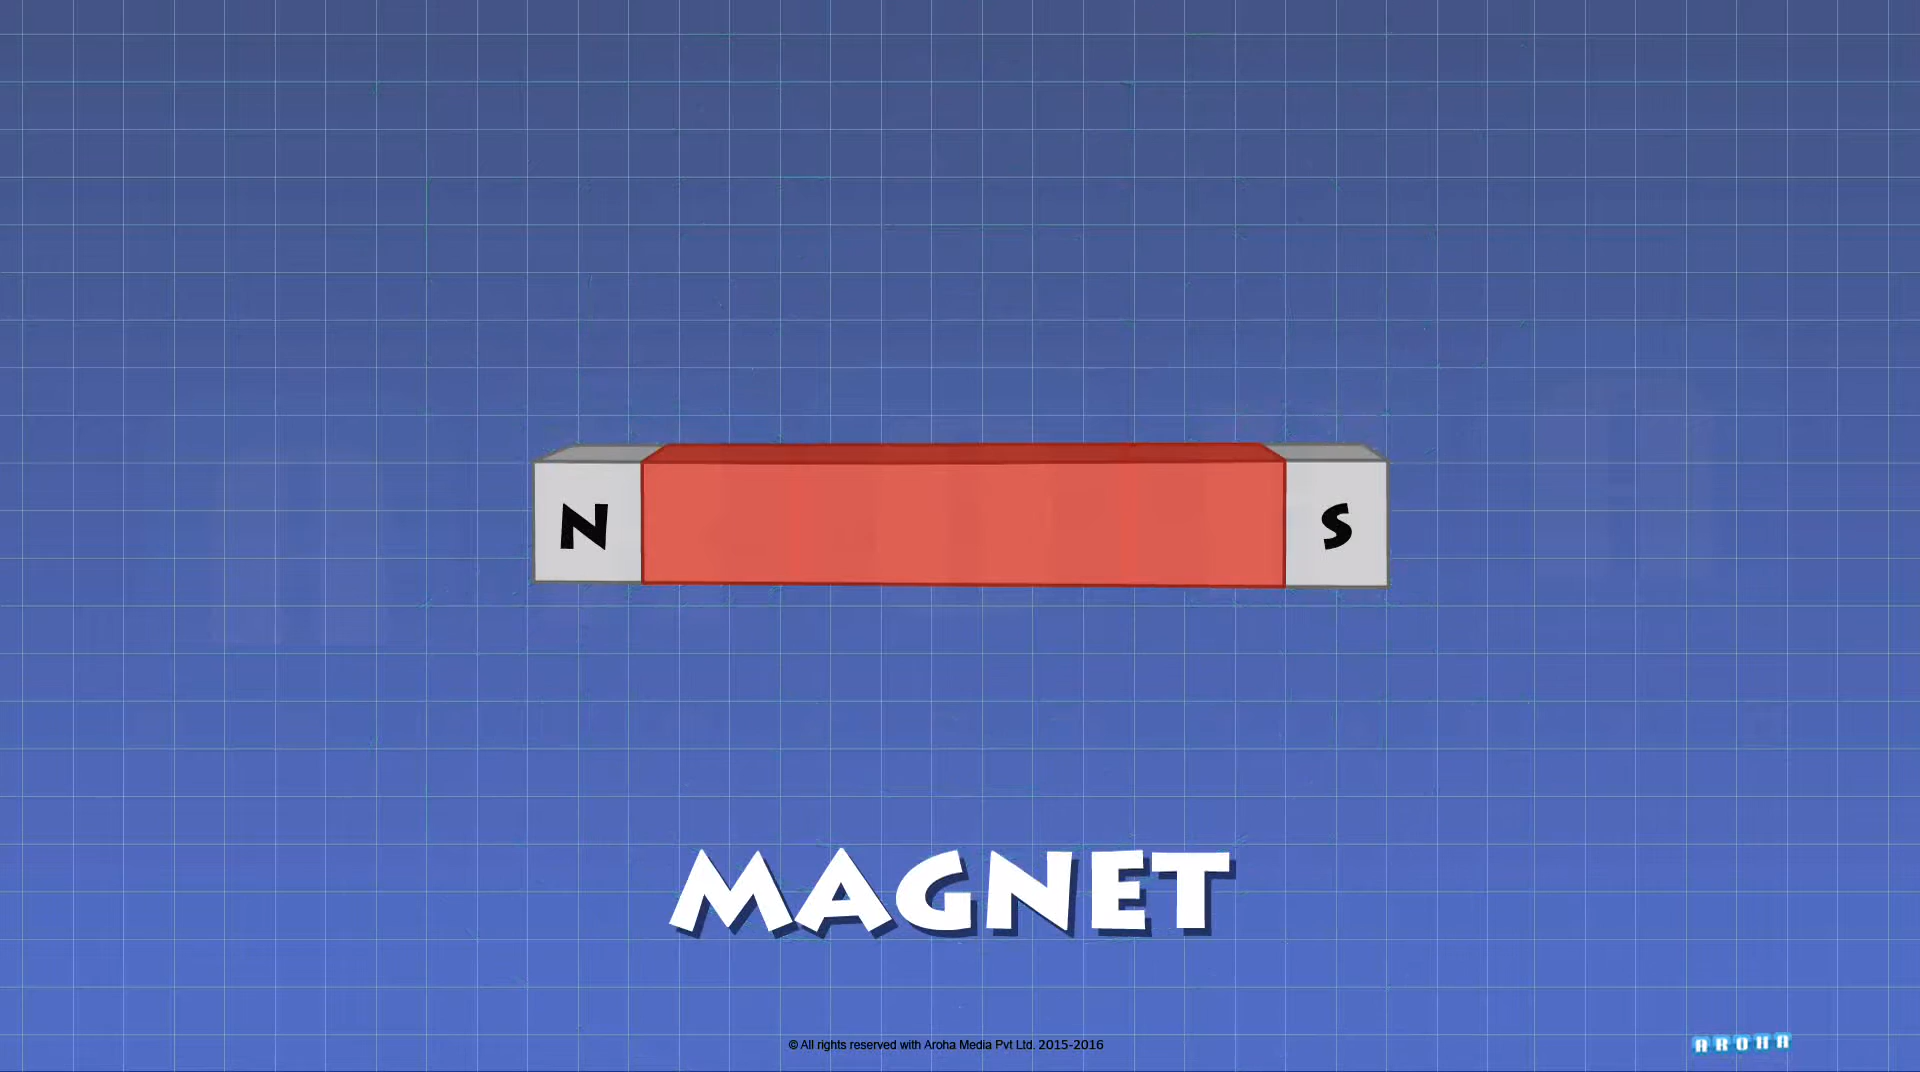 N S
MAGNET
© All rights reserved with Aroha Media Pvt Ltd. 2015-2016
AROHA